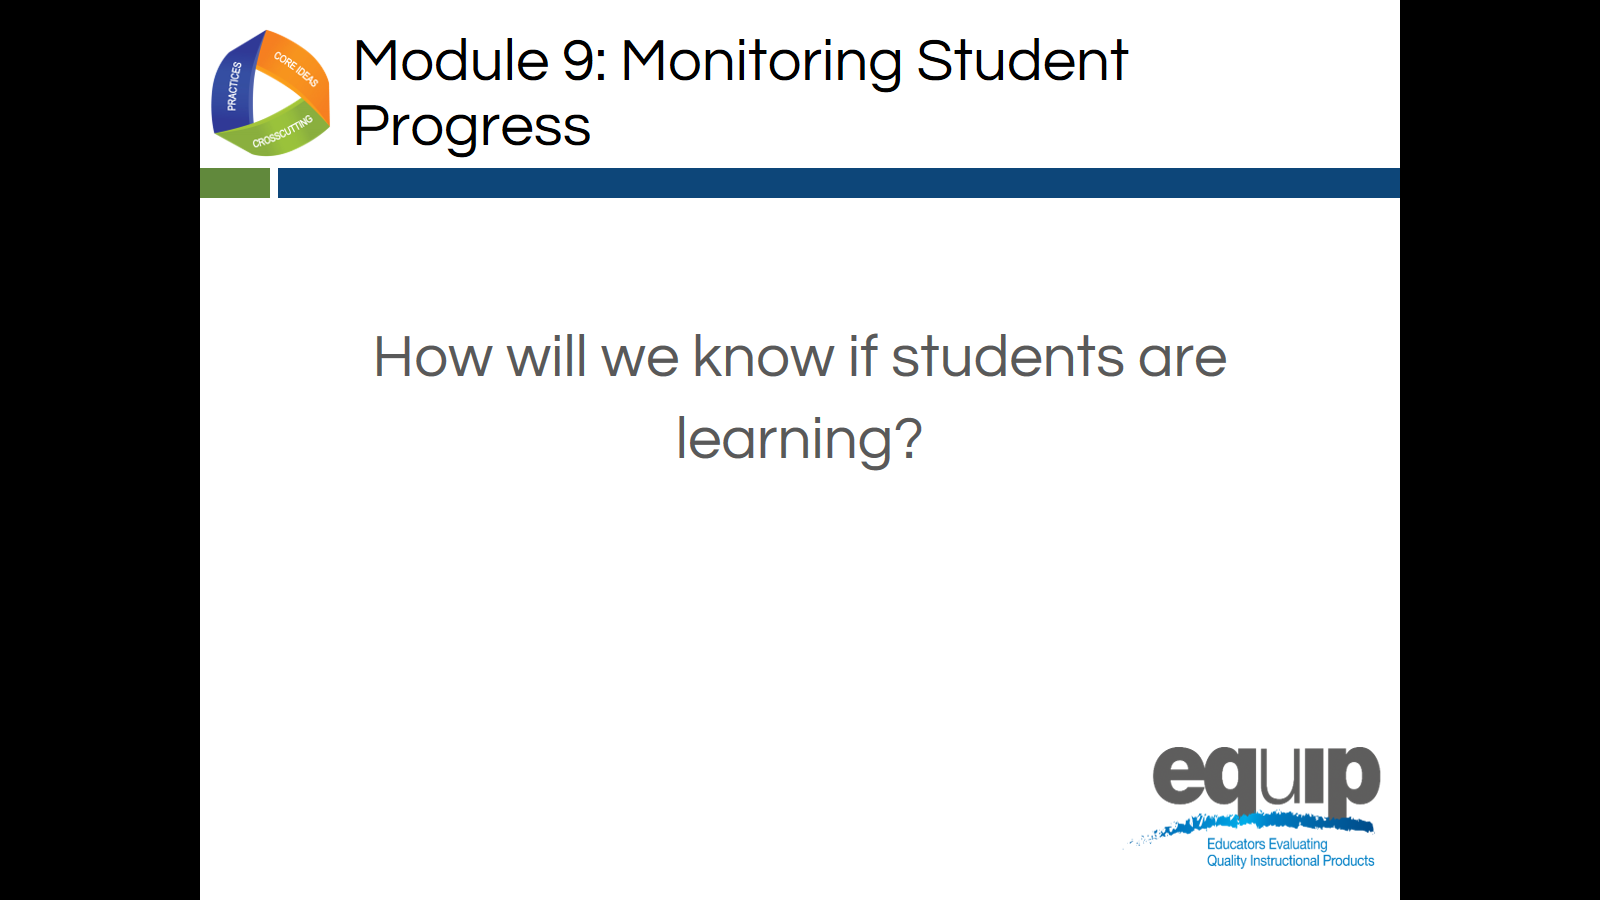 PRACTICES
CORE IDEAS
CROSSCUTTING
Module 9: Monitoring Student
Progress
How will we know if students are
learning?
equip
Educators Evaluating
Quality Instructional Products